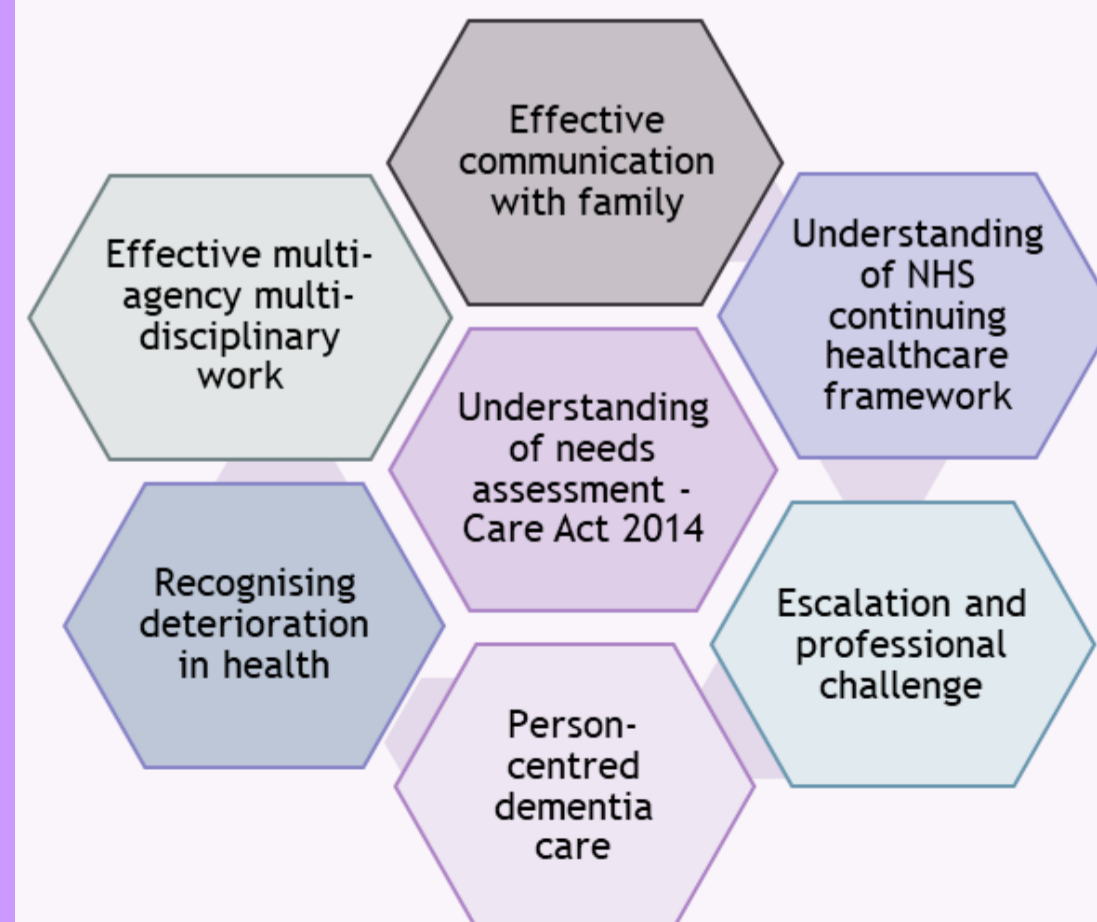 Effective
communication
with family
Understanding
of NHS
continuing
healthcare
framework
Effective multi-
agency multi-
disciplinary
work
Understanding
of needs
assessment -
Care Act 2014
Recognising
deterioration
in health
Escalation and
professional
challenge
Person-
centred
dementia
care